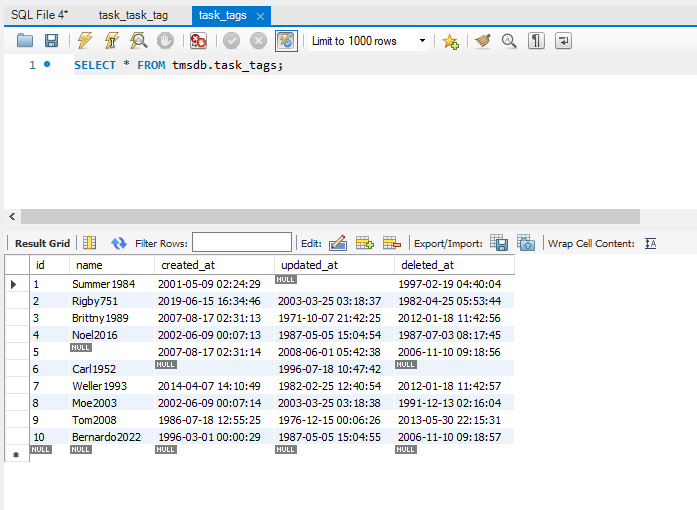 SQL File 4* task_task_tag task_tags
Limit to 1000 rows
1 SELECT * FROM tmsdb.task_tags;
Result Grid Filter Rows: Edit: Export/Import: Wrap Cell Content:
id name created_at updated_at deleted_at
1 Summer1984 2001-05-09 02:24:29 NULL 1997-02-19 04:40:04
2 Rigby751 2019-06-15 16:34:46 2003-03-25 03:18:37 1982-04-25 05:53:44
3 Brittny1989 2007-08-17 02:31:13 1971-10-07 21:42:25 2012-01-18 11:42:56
4 Noel2016 2002-06-09 00:07:13 1987-05-05 15:04:54 1987-07-03 08:17:45
5 NULL 2007-08-17 02:31:14 2008-06-01 05:42:38 2006-11-10 09:18:56
6 Carl1952 NULL 1996-07-18 10:47:42 NULL
7 Weller1993 2014-04-07 14:10:49 1982-02-25 12:40:54 2012-01-18 11:42:57
8 Moe2003 2002-06-09 00:07:14 2003-03-25 03:18:38 1991-12-13 02:16:04
9 Tom2008 1986-07-18 12:55:25 1976-12-15 00:06:26 2013-05-30 22:15:31
10 Bernardo2022 1996-03-01 00:00:29 1987-05-05 15:04:55 2006-11-10 09:18:57
NULL NULL NULL NULL NULL